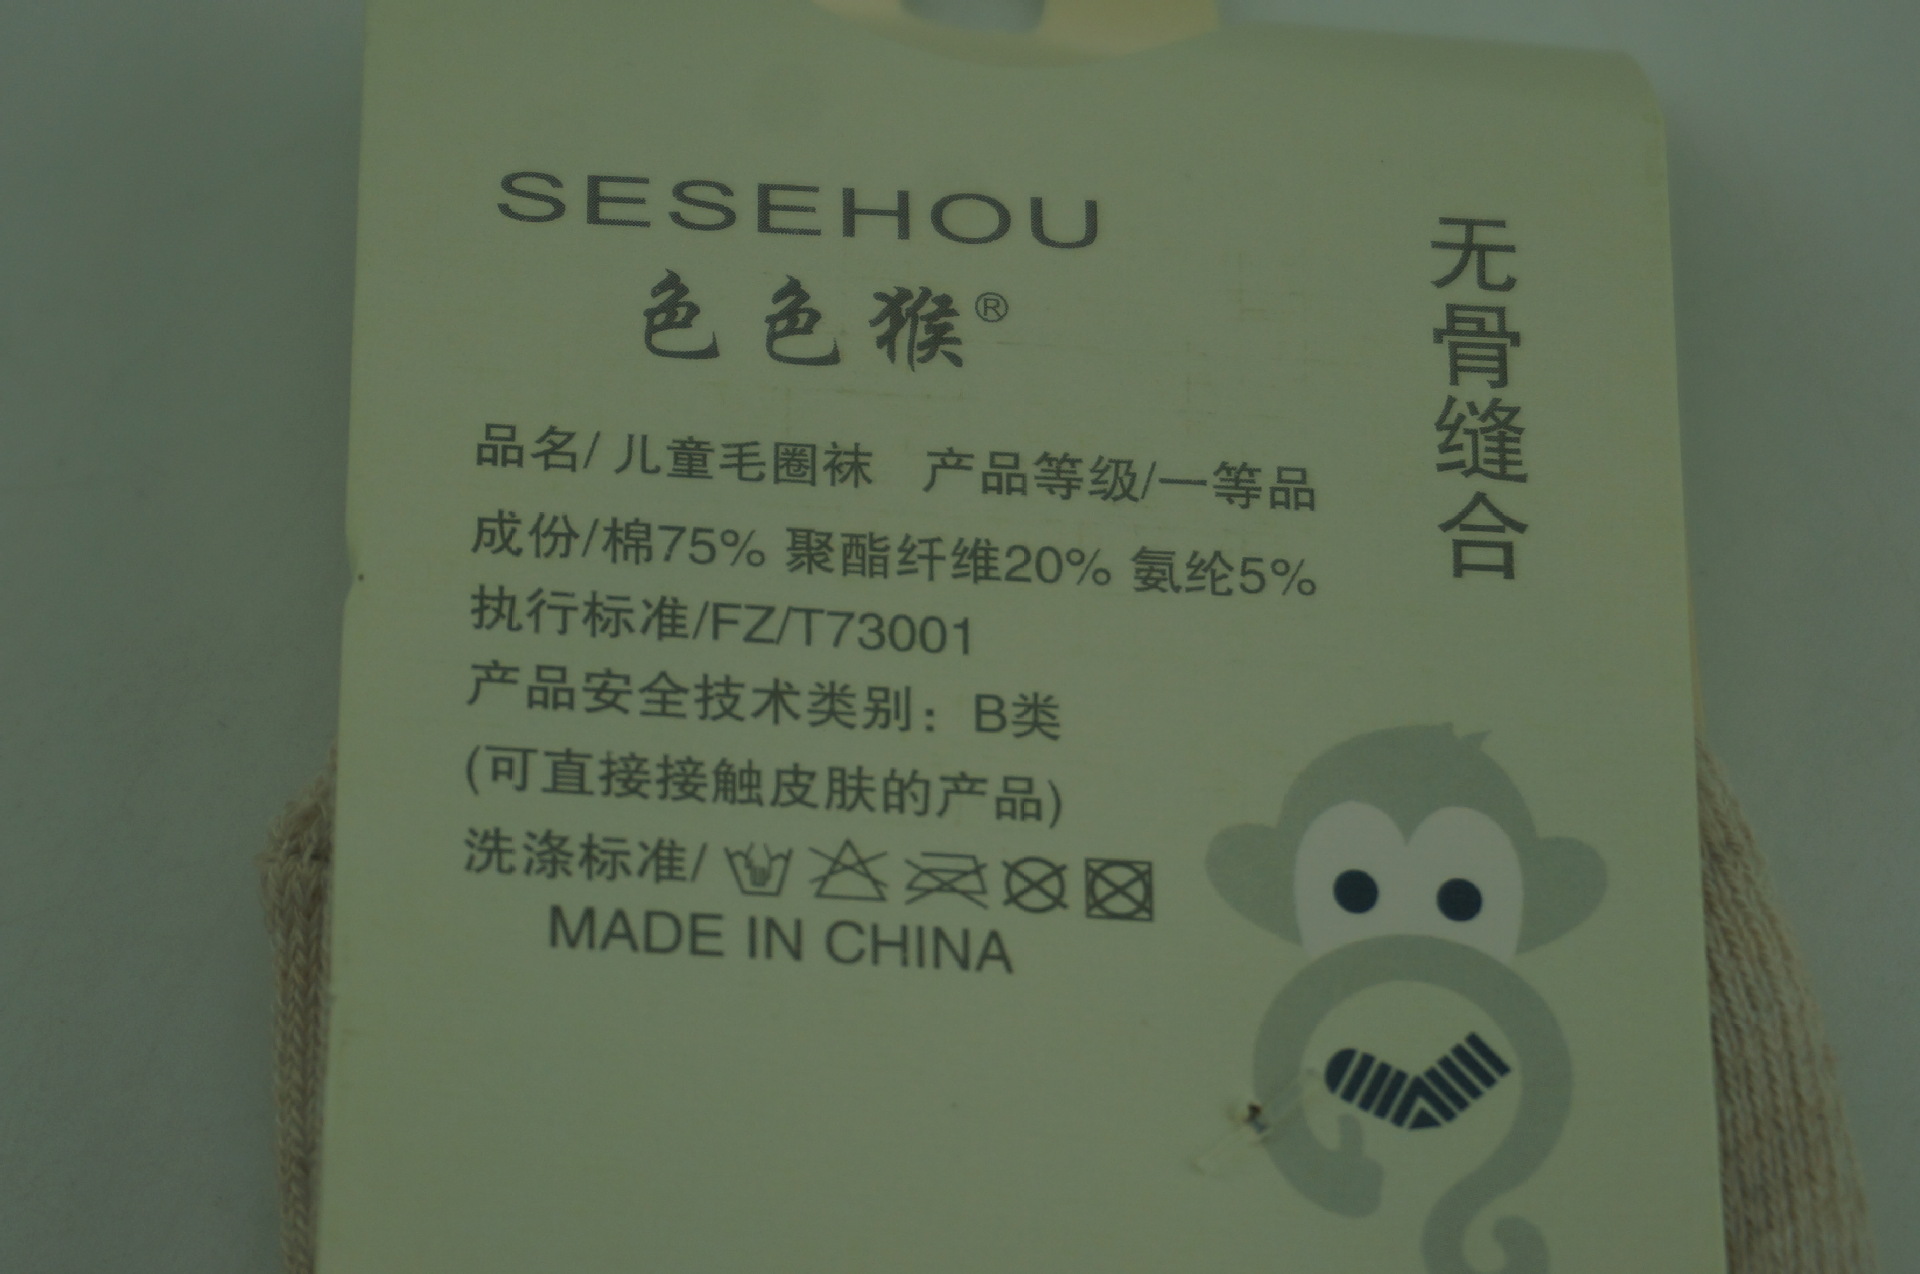 SESEHOU
色色猴®
品名/儿童毛圈袜 产品等级/一等品
成份/棉75% 聚酯纤维20% 氨纶5%
执行标准/FZ/T73001
产品安全技术类别：B类
(可直接接触皮肤的产品)
洗涤标准/
MADE IN CHINA
无骨缝合